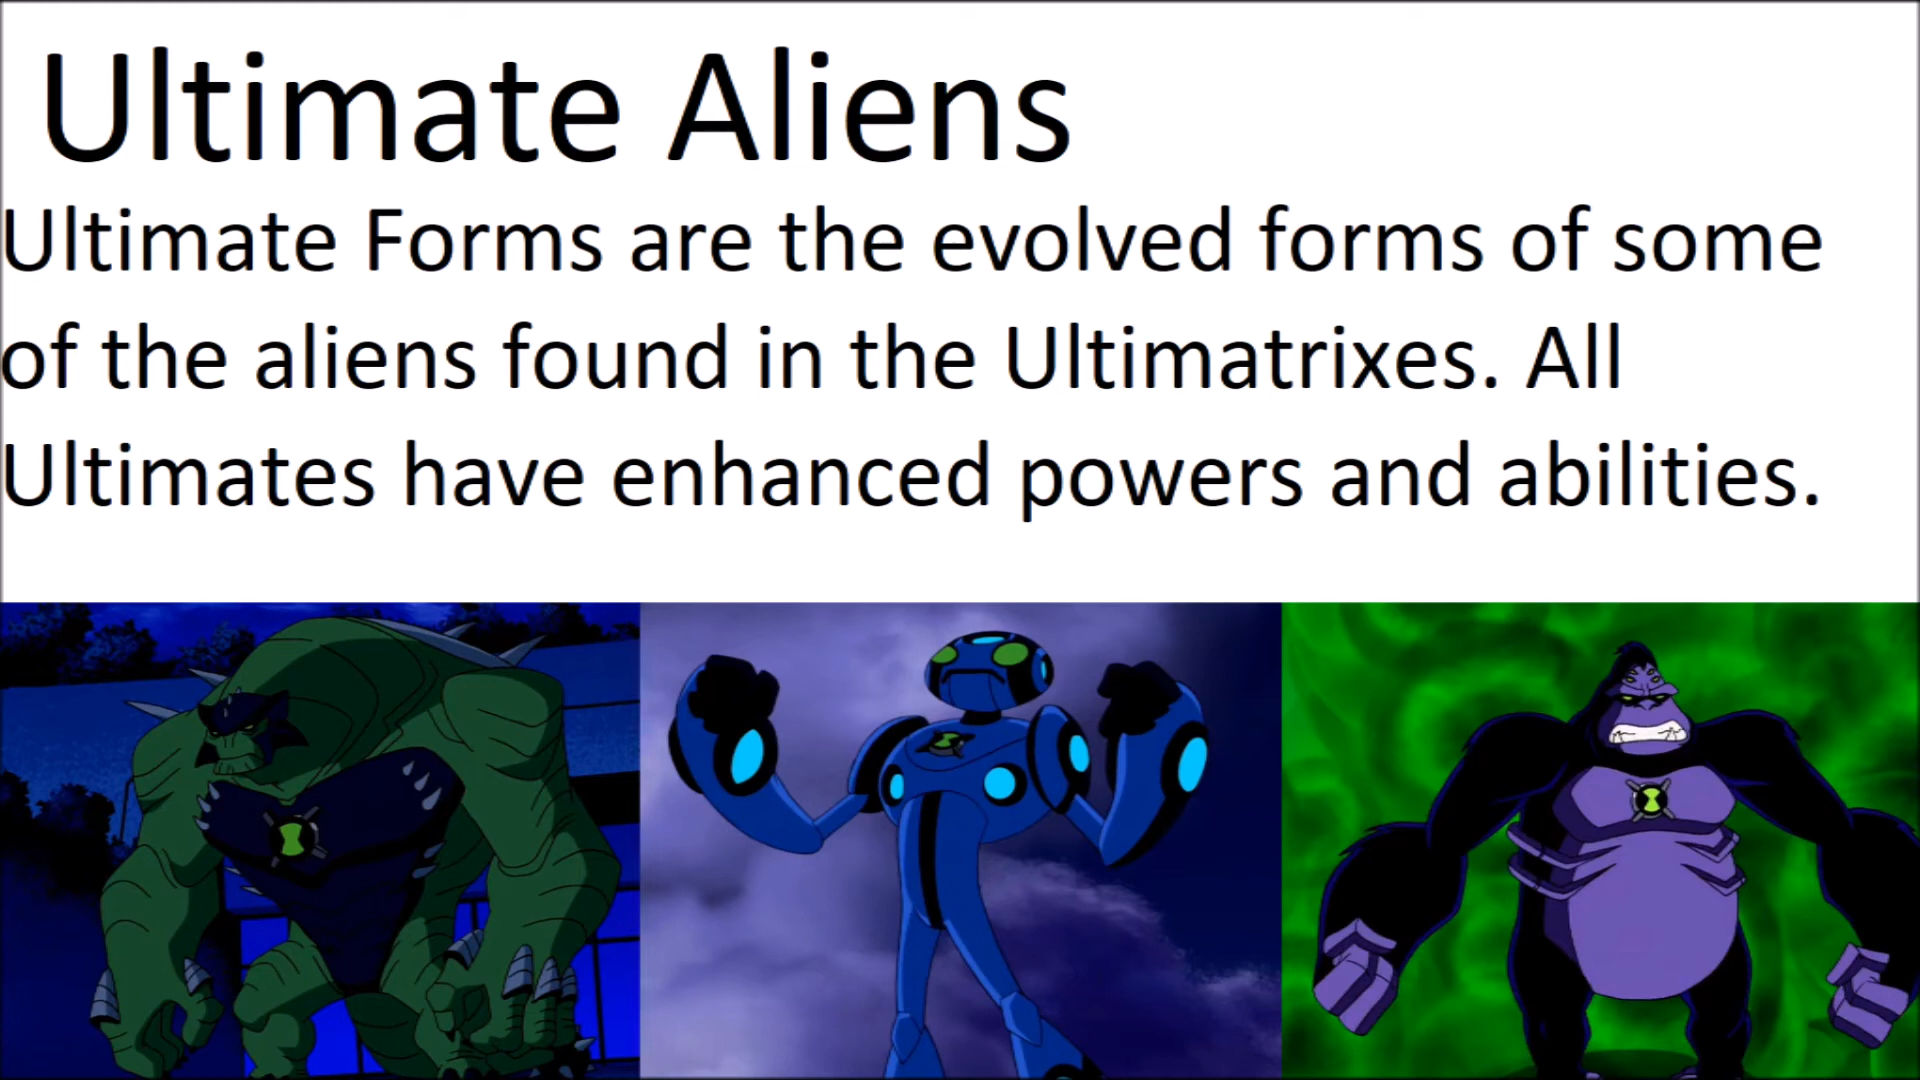 Ultimate Aliens
Ultimate Forms are the evolved forms of some
of the aliens found in the Ultimatrixes. All
Ultimates have enhanced powers and abilities.